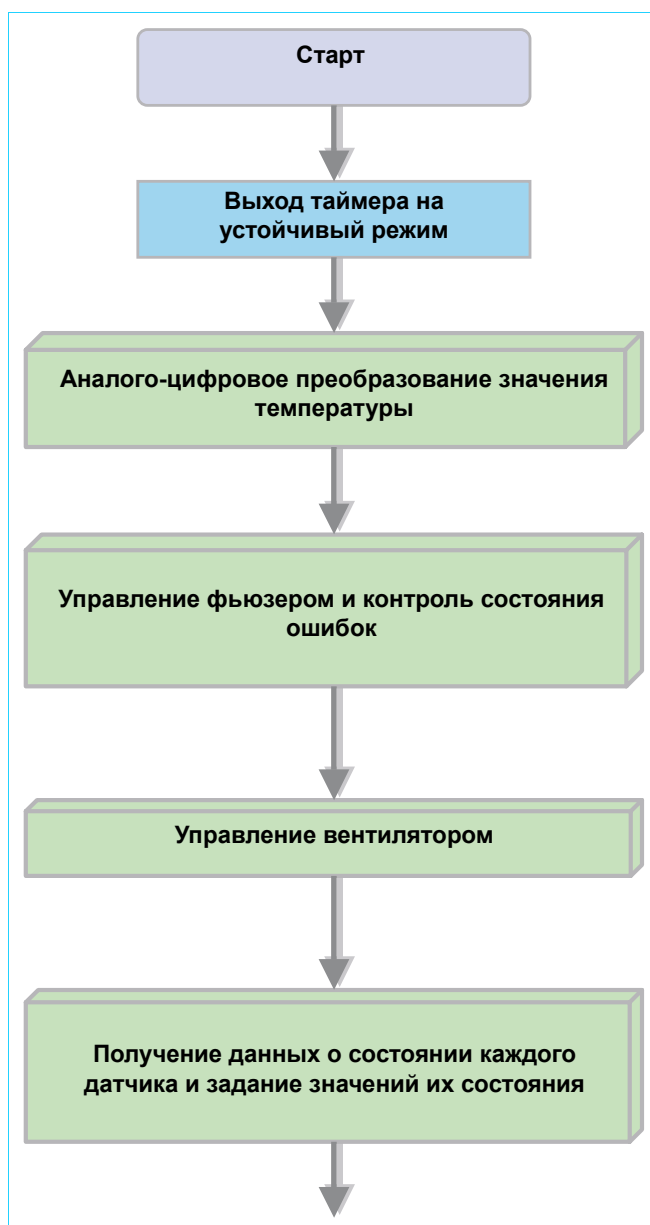 Старт
Выход таймера на
устойчивый режим
Аналого-цифровое преобразование значения
температуры
Управление фьюзером и контроль состояния
ошибок
Управление вентилятором
Получение данных о состоянии каждого
датчика и задание значений их состояния